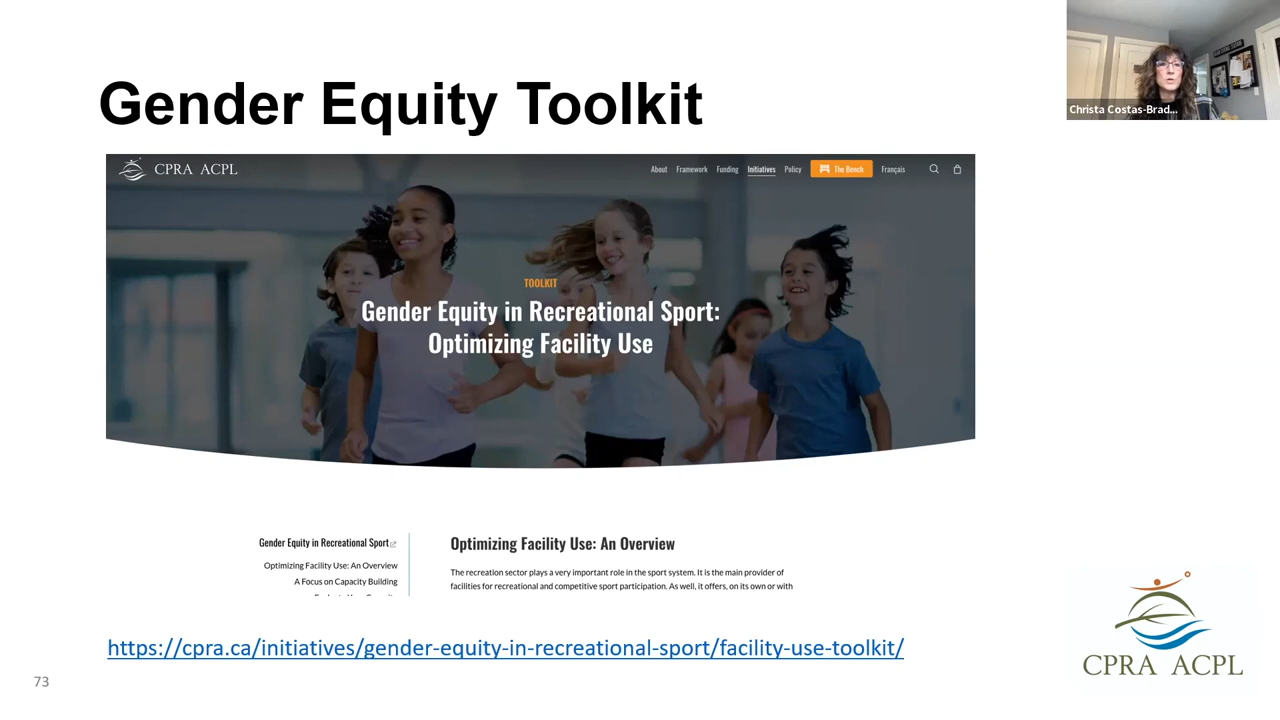 Gender Equity Toolkit
Christa Costas-Brad...
CPRA ACPL
About Framework Funding Initiatives Policy The Bench Français
TOOLKIT
Gender Equity in Recreational Sport:
Optimizing Facility Use
Gender Equity in Recreational Sport
Optimizing Facility Use: An Overview
A Focus on Capacity Building
Optimizing Facility Use: An Overview
The recreation sector plays a very important role in the sport system. It is the main provider of
facilities for recreational and competitive sport participation. As well, it offers, on its own or with
https://cpra.ca/initiatives/gender-equity-in-recreational-sport/facility-use-toolkit/
CPRA ACPL
73